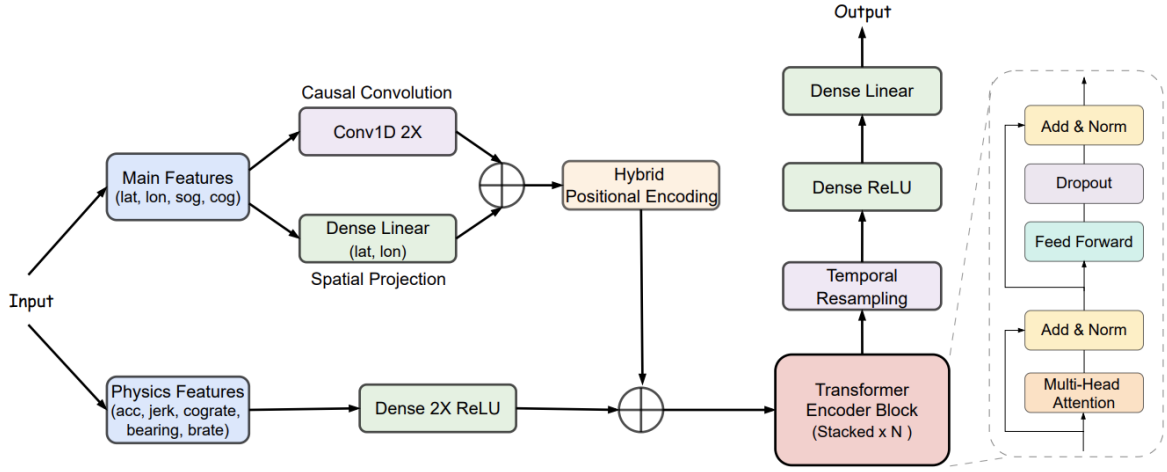 Output
Dense Linear
Dense ReLU
Temporal
Resampling
Causal Convolution
Conv1D 2X
Main Features
(lat, lon, sog, cog)
Dense Linear
(lat, lon)
Spatial Projection
Hybrid
Positional Encoding
Input
Physics Features
(acc, jerk, cograte,
bearing, brate)
Dense 2X ReLU
Transformer
Encoder Block
(Stacked x N )
Add & Norm
Dropout
Feed Forward
Add & Norm
Multi-Head
Attention